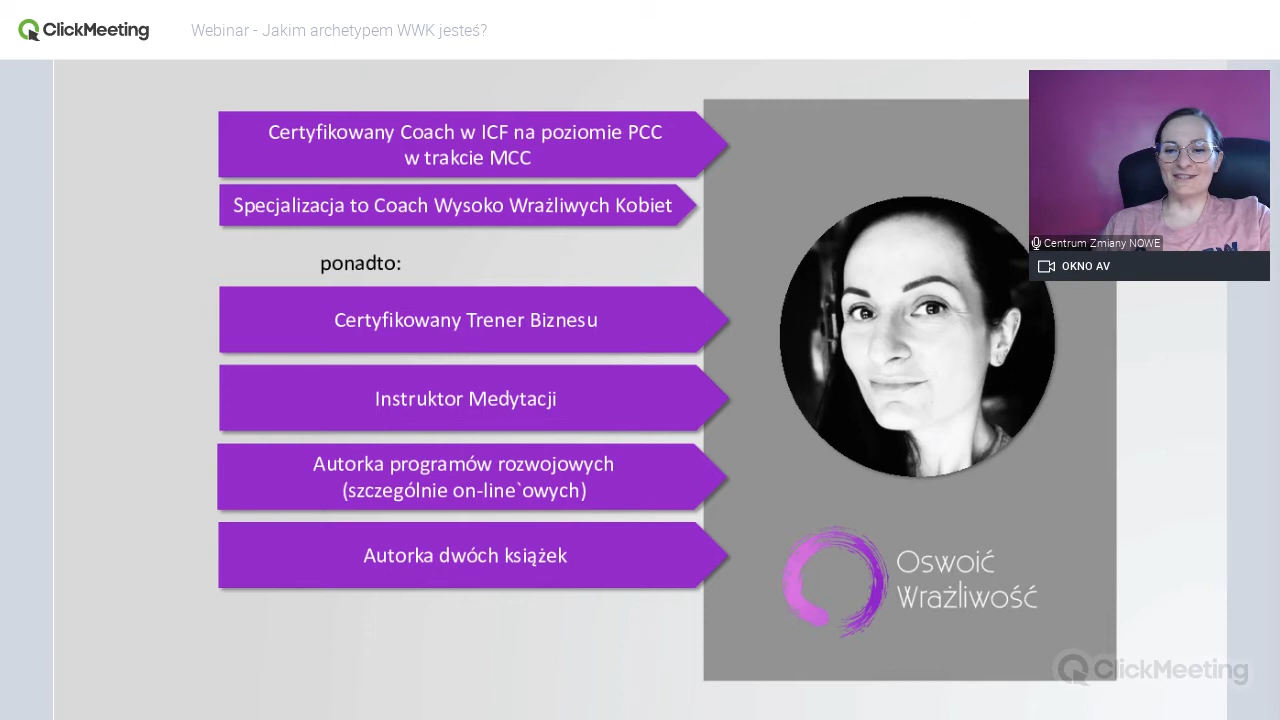 ClickMeeting
Webinar - Jakim archetypem WWK jesteś?
Certyfikowany Coach w ICF na poziomie PCC
w trakcie MCC
Specjalizacja to Coach Wysoko Wrażliwych Kobiet
ponadto:
Certyfikowany Trener Biznesu
Instruktor Medytacji
Autorka programów rozwojowych
(szczególnie on-line`owych)
Autorka dwóch książek
Centrum Zmiany NOWE
OKNO AV
Oswoić
Wrażliwość
ClickMeeting